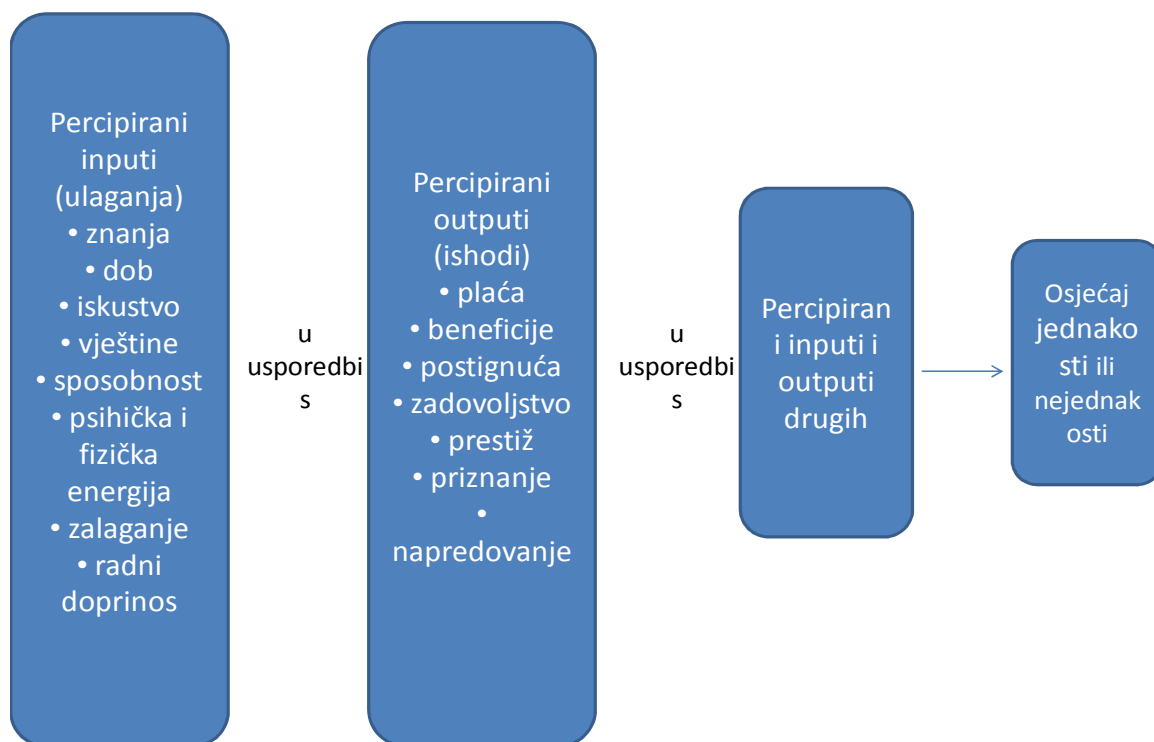 Percipirani
inputi
(ulaganja)
• znanja
• dob
• iskustvo
• vještine
• sposobnost
• psihička i
fizička
energija
• zalaganje
• radni
doprinos
u
usporedbi
s
Percipirani
outputi
(ishodi)
• plaća
• beneficije
• postignuća
• zadovoljstvo
• prestiž
• priznanje
•
napredovanje
u
usporedbi
s
Percipiran
i inputi i
outputi
drugih
Osjećaj
jednako
sti ili
nejednak
osti